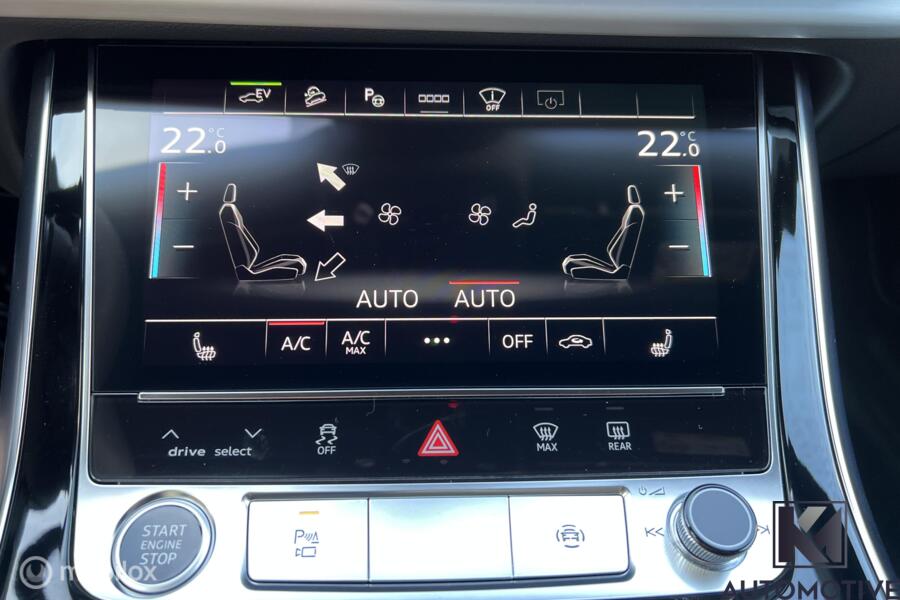 EV
P
OFF
22.0 °C
22.0 °C
+
+
−
−
AUTO AUTO
A/C
A/C MAX
•••
OFF
drive select
OFF
MAX
REAR
START
ENGINE
STOP
P
KM
AUTOMOTIVE